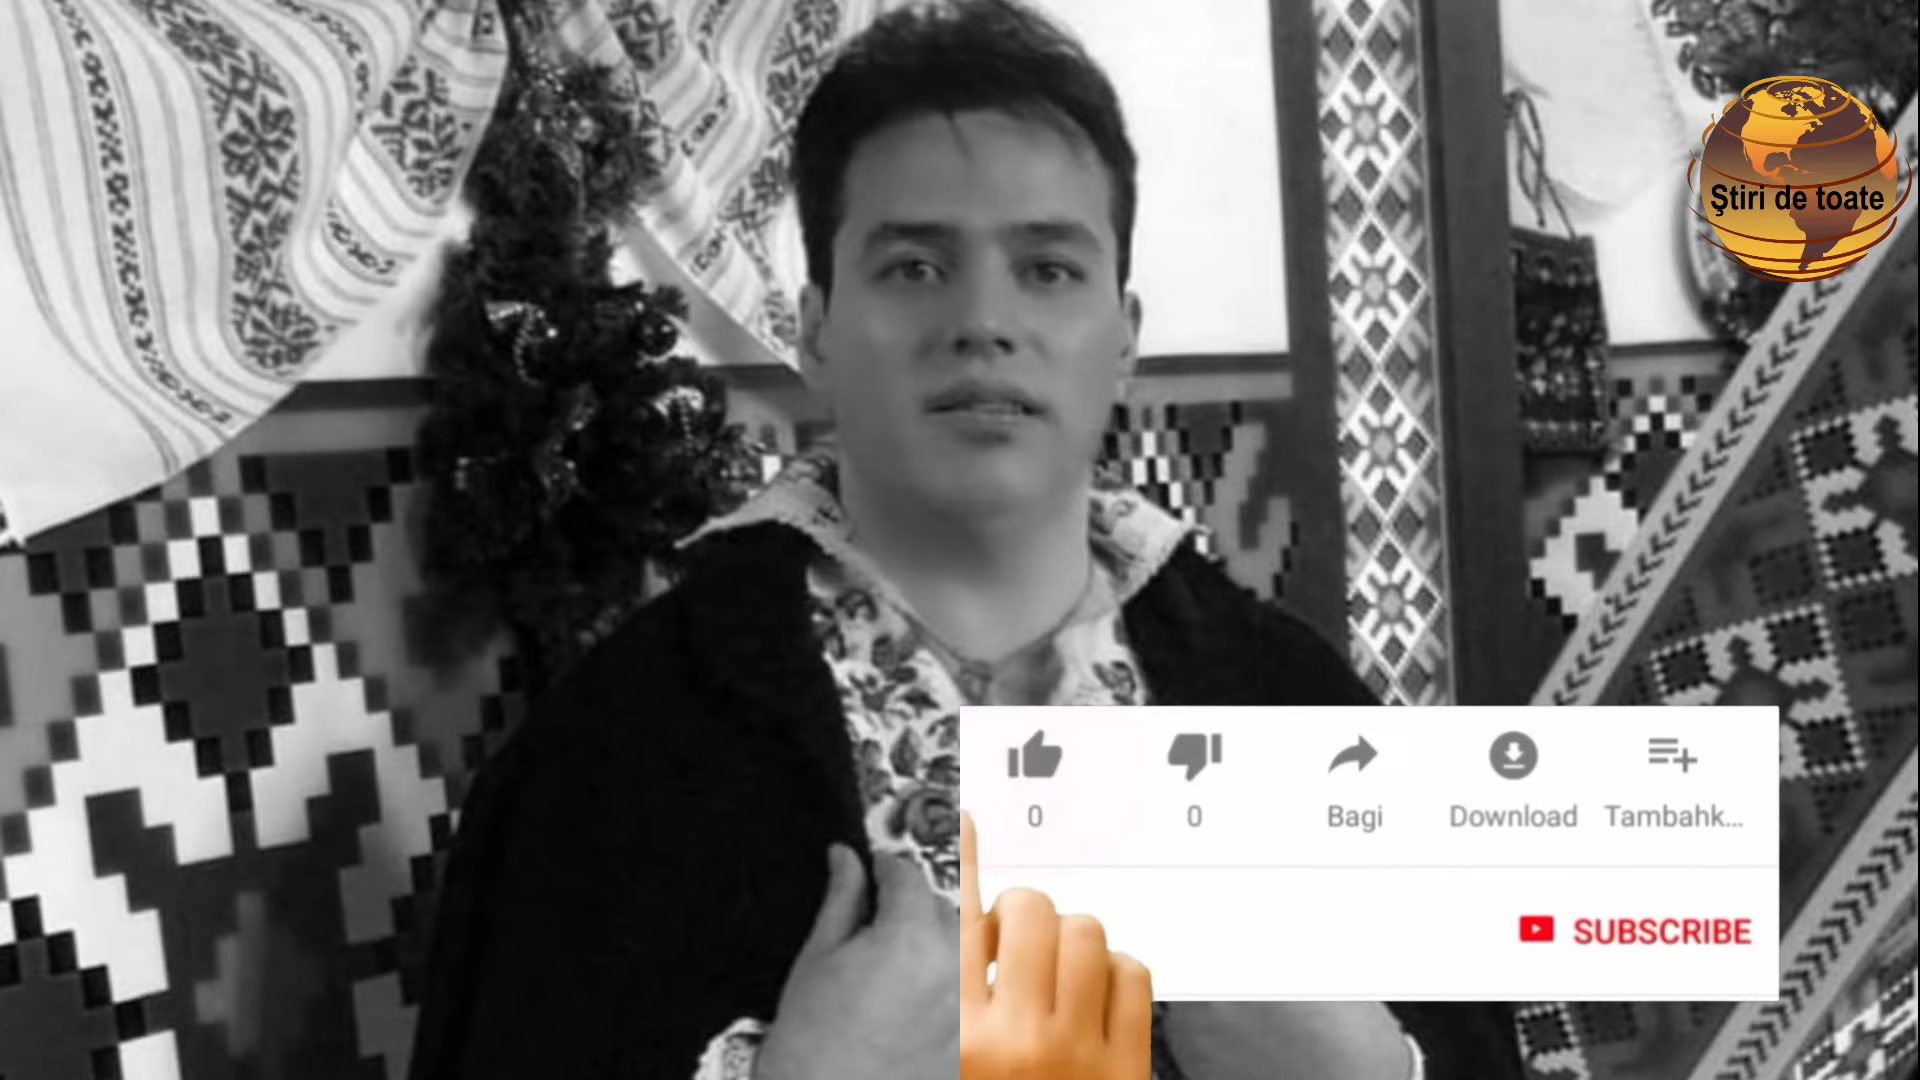 Ştiri de toate
0
0
Bagi
Download
Tambahk...
SUBSCRIBE